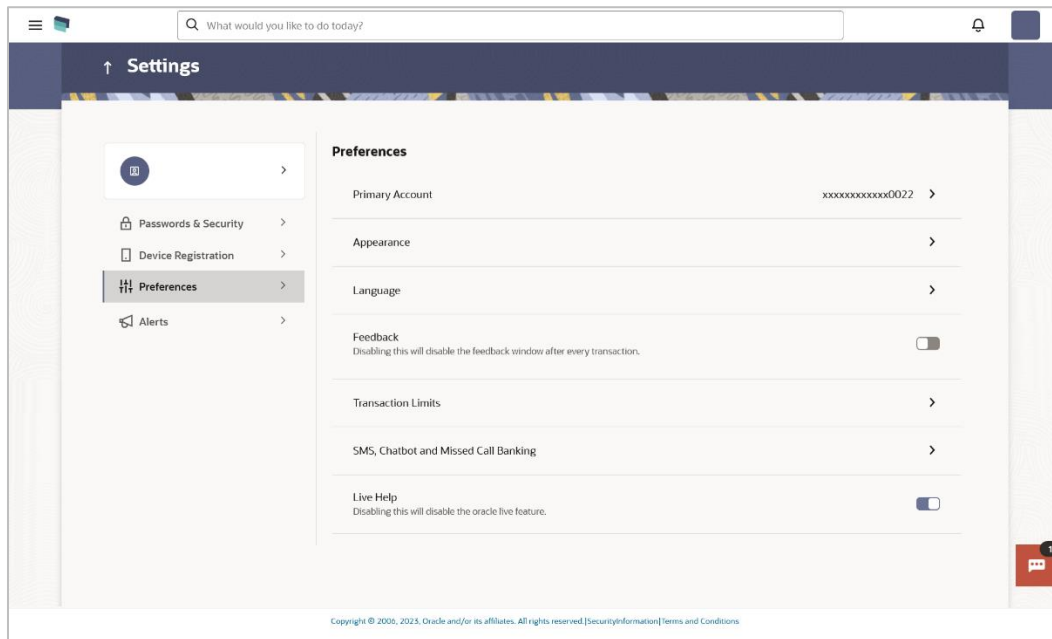 What would you like to do today?
↑ Settings
Preferences
Primary Account xxxxxxxxxxxx0022
Passwords & Security
Device Registration
Preferences
Alerts
Appearance
Language
Feedback
Disabling this will disable the feedback window after every transaction.
Transaction Limits
SMS, Chatbot and Missed Call Banking
Live Help
Disabling this will disable the oracle live feature.
1
Copyright © 2006, 2023, Oracle and/or its affiliates. All rights reserved.|SecurityInformation|Terms and Conditions